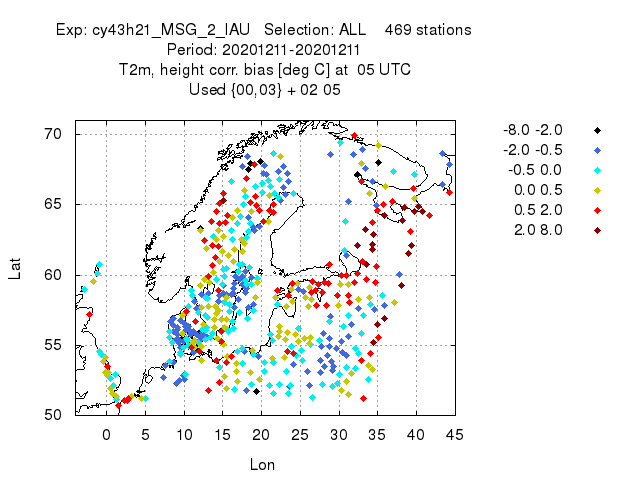 Exp: cy43h21_MSG_2_IAU   Selection: ALL    469 stations
Period: 20201211-20201211
T2m, height corr. bias [deg C] at  05 UTC
Used {00,03} + 02 05
-8.0 -2.0
-2.0 -0.5
-0.5 0.0
0.0 0.5
0.5 2.0
2.0 8.0
70
65
60
55
50
Lat
0 5 10 15 20 25 30 35 40 45
Lon